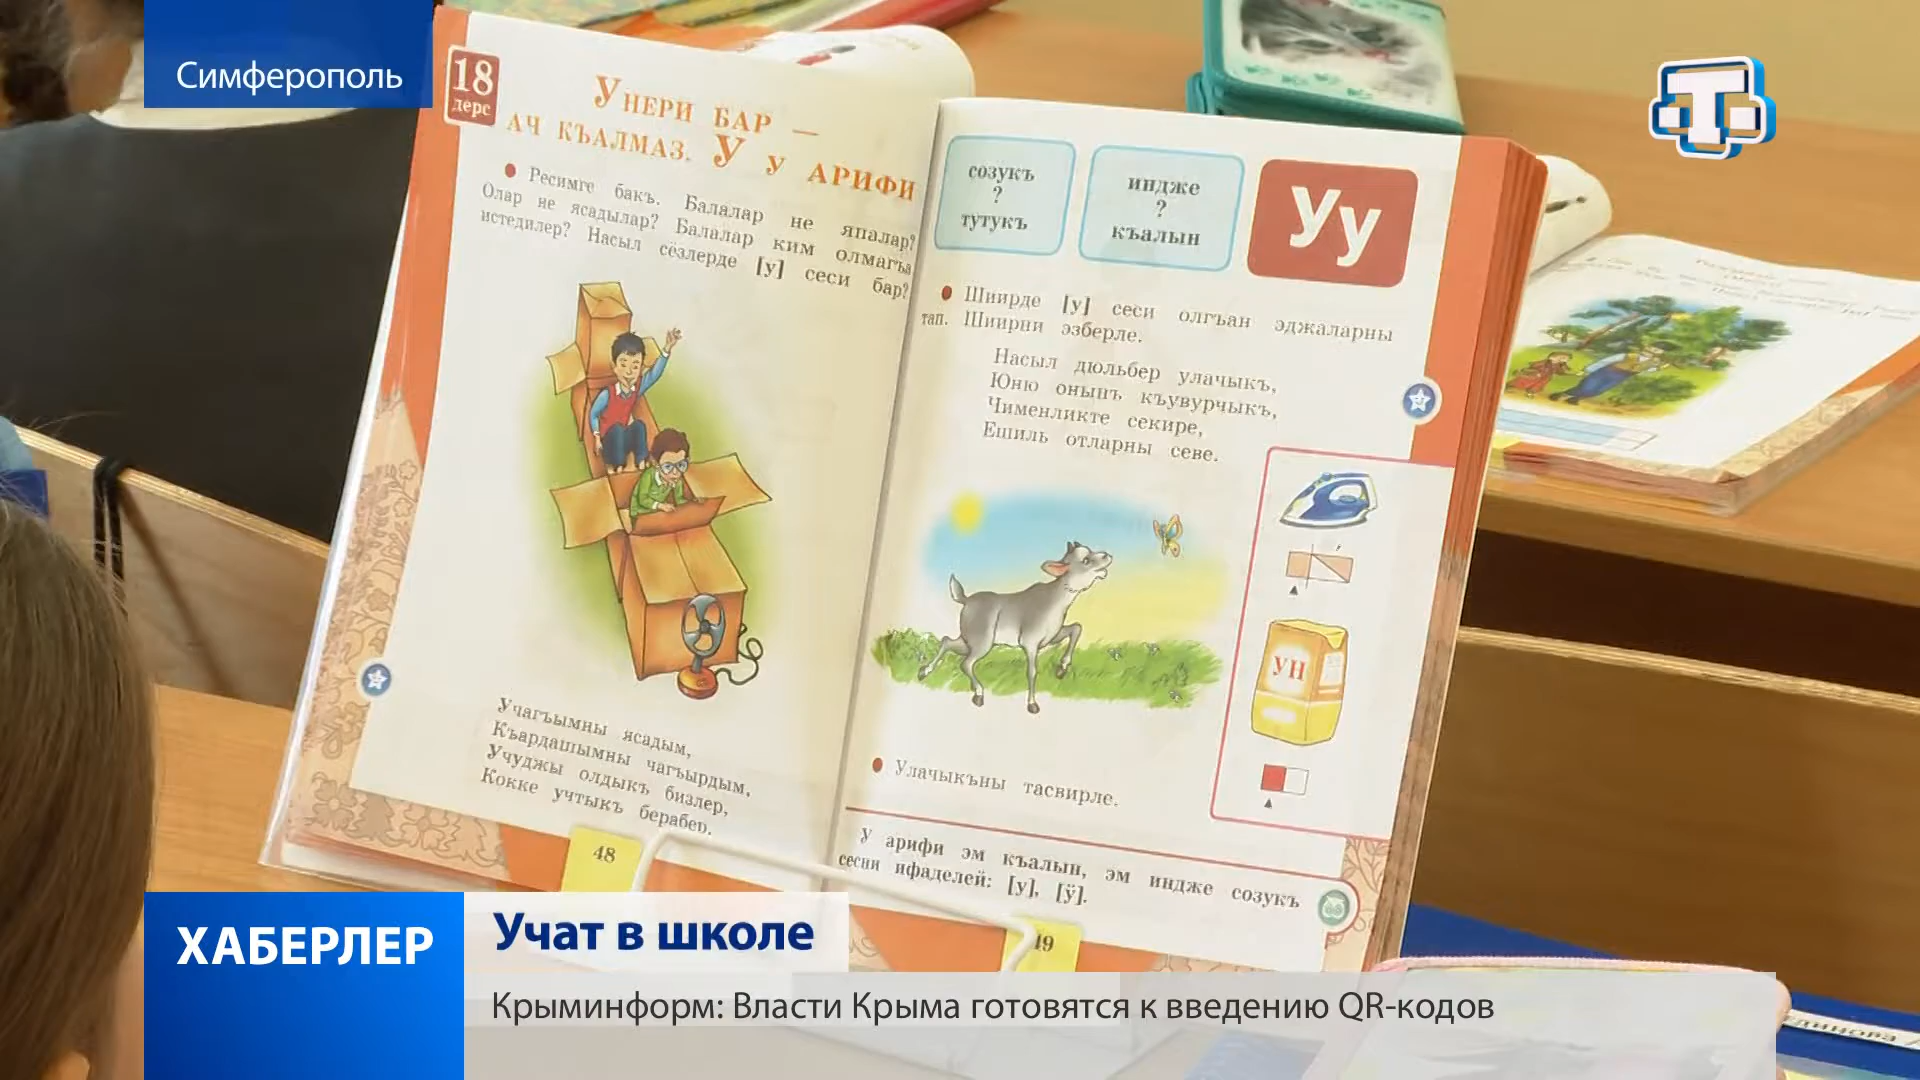 Симферополь
18
дерс
Унери бар —
ач къалмаз. У у арифи
Ресимге бакъ. Балалар не япалар?
Олар не ясадылар? Балалар ким олмагъа
истедилер? Насыл сёзлерде [у] сеси бар?
Учагъымны ясадым,
Къардашымны чагъырдым,
Учуджы олдыкъ бизлер,
Кокке учтыкъ берабер.
48
созукъ
?
тутукъ
индже
?
къалын
Уу
Шиирде [у] сеси олгъан эджаларны
тап. Шиирни эзберле.
Насыл дюльбер улачыкъ,
Юню онынъ къувурчыкъ,
Чименликте секире,
Ешиль отларны севе.
УН
Улачыкъны тасвирле.
У арифи эм къалын, эм индже созукъ
сесни ифаделей: [у], [ӱ].
49
Т.
ХАБЕРЛЕР
Учат в школе
Крыминформ: Власти Крыма готовятся к введению QR-кодов